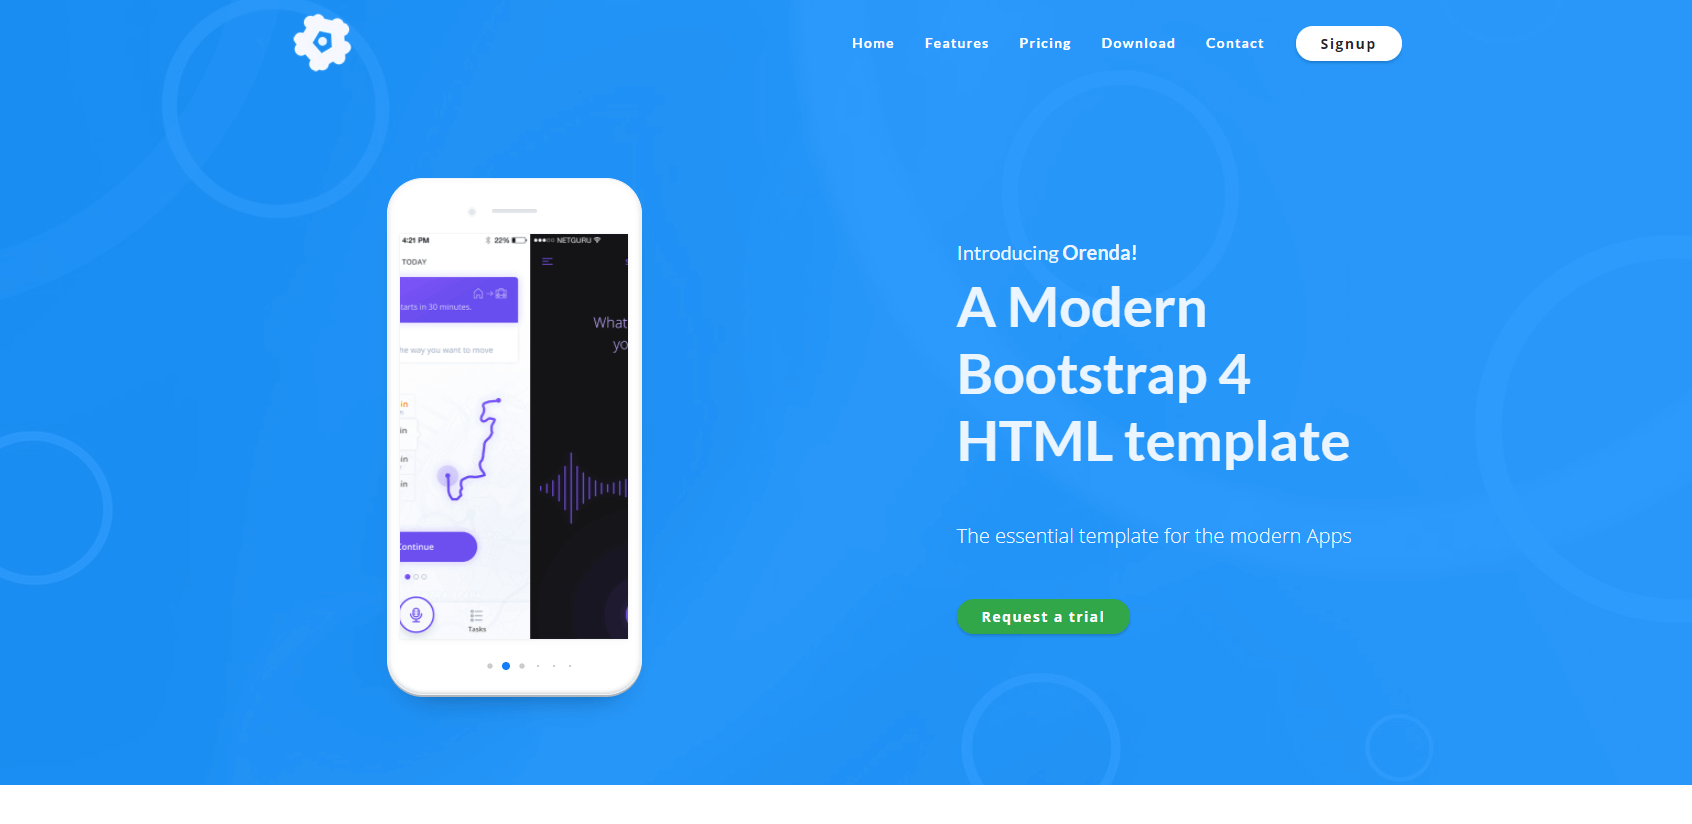 Home Features Pricing Download Contact Signup
4:21 PM 22% NETGURU
TODAY
starts in 30 minutes.
What
yo
he way you want to move
in
in
in
in
Continue
Tasks
Introducing Orenda!
A Modern
Bootstrap 4
HTML template
The essential template for the modern Apps
Request a trial